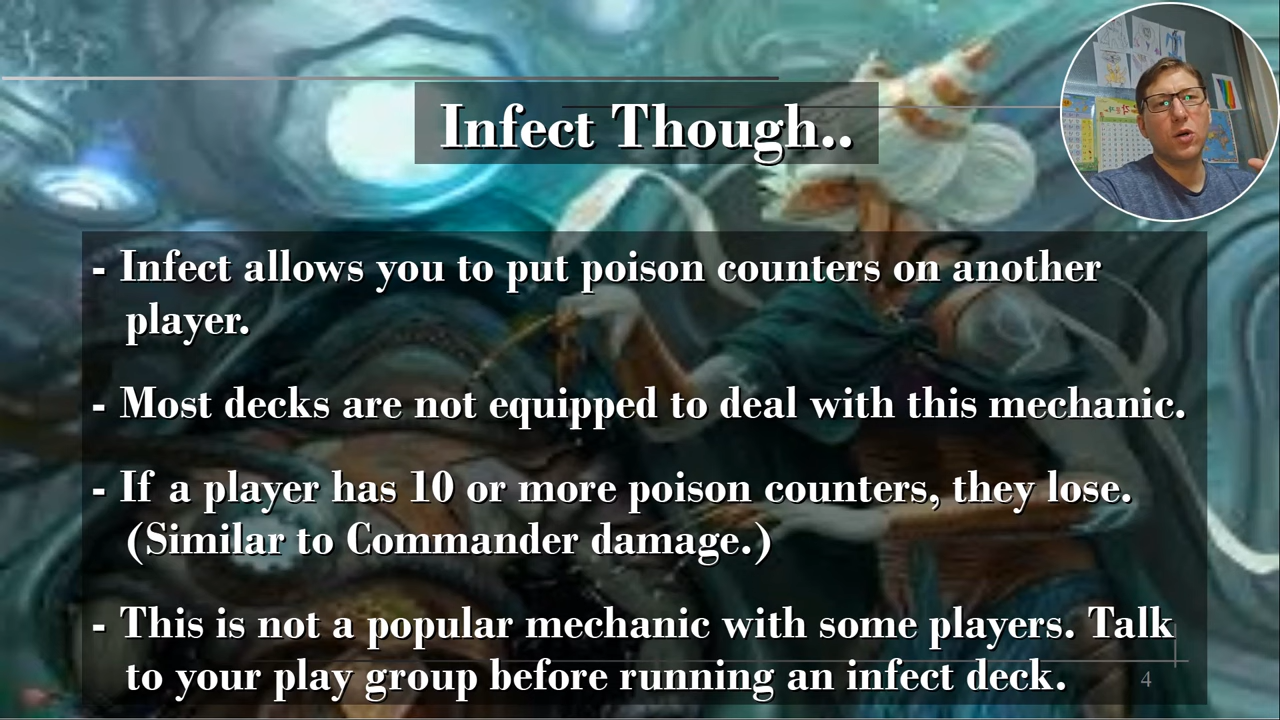 Infect Though..
- Infect allows you to put poison counters on another
player.
- Most decks are not equipped to deal with this mechanic.
- If a player has 10 or more poison counters, they lose.
(Similar to Commander damage.)
- This is not a popular mechanic with some players. Talk
to your play group before running an infect deck.
4